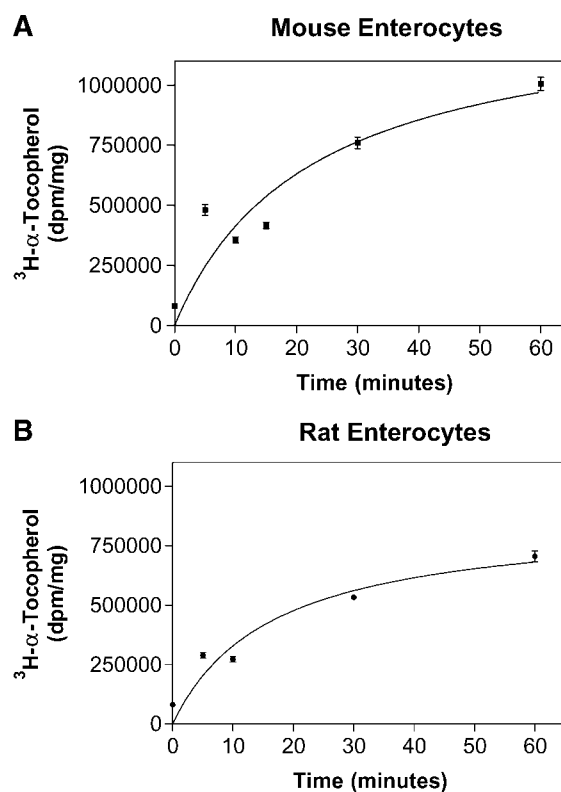 A
Mouse Enterocytes
³H-α-Tocopherol
(dpm/mg)
1000000
750000
500000
250000
0
0 10 20 30 40 50 60
Time (minutes)
B
Rat Enterocytes
³H-α-Tocopherol
(dpm/mg)
1000000
750000
500000
250000
0
0 10 20 30 40 50 60
Time (minutes)